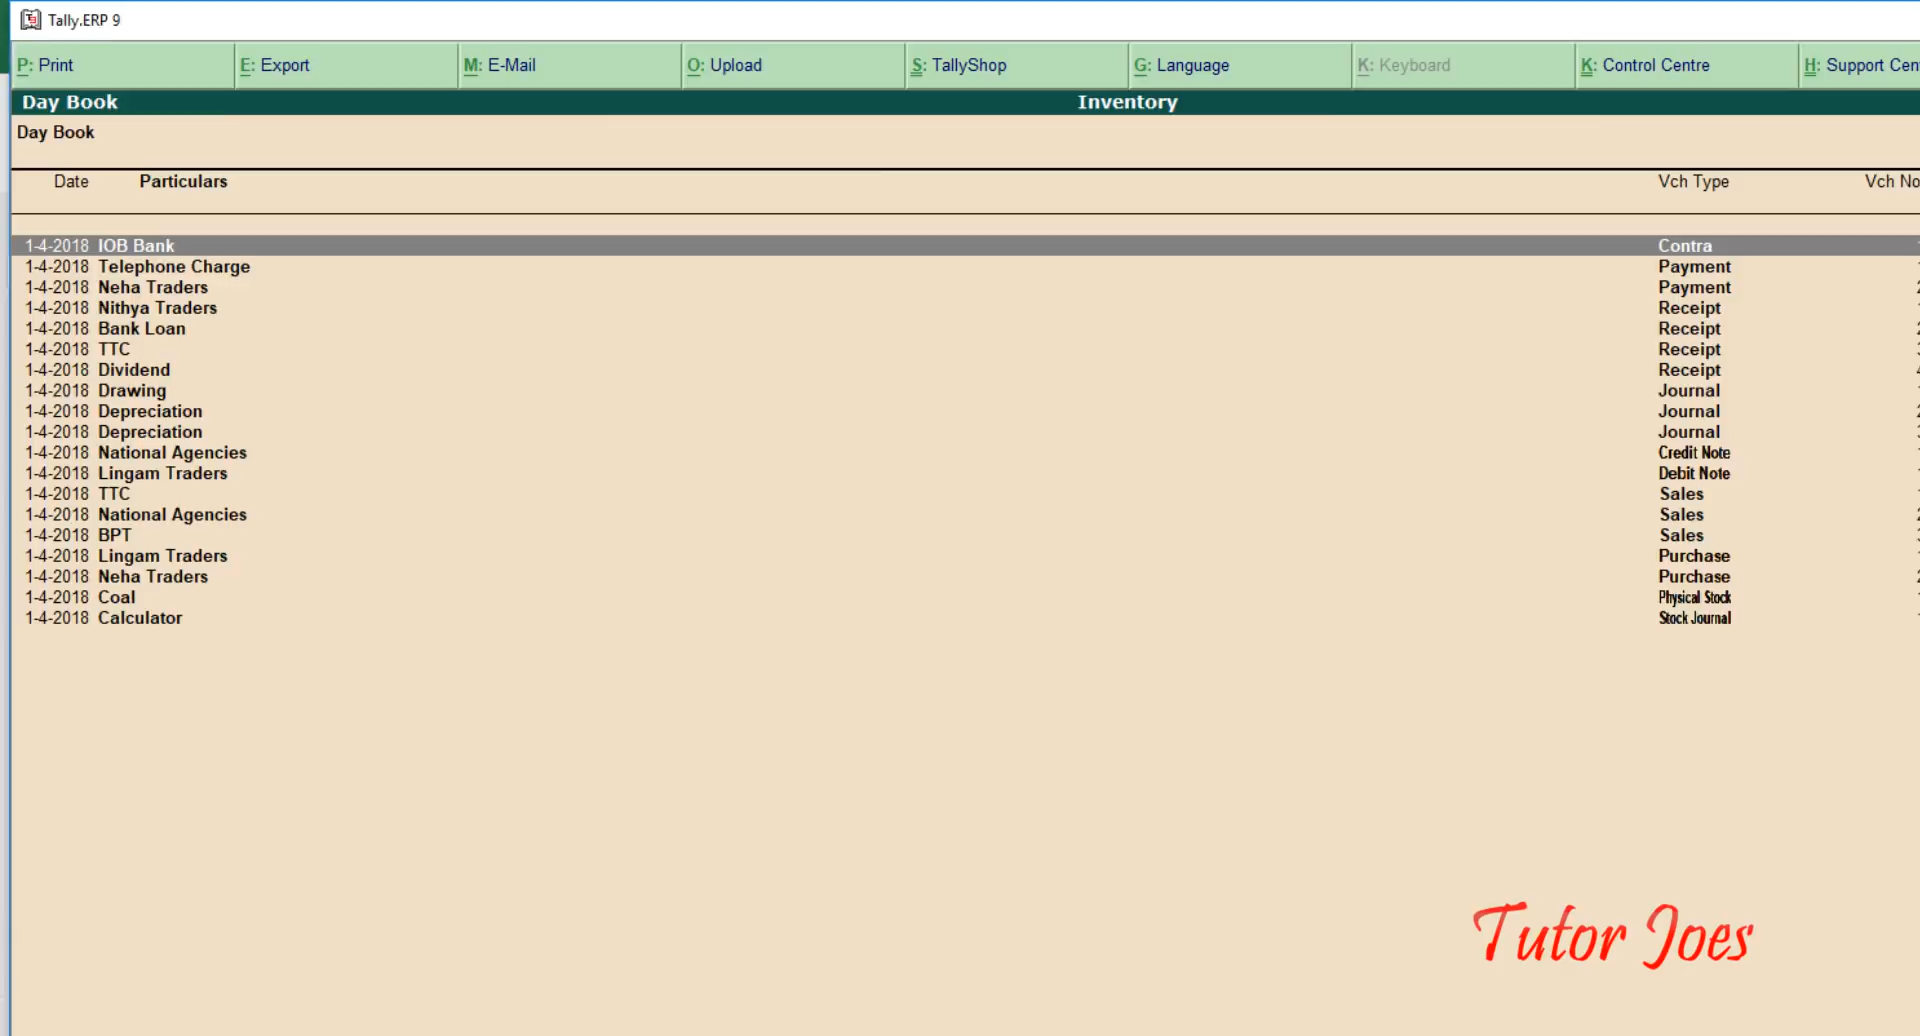 Tally.ERP 9
P: Print E: Export M: E-Mail O: Upload S: TallyShop G: Language K: Keyboard K: Control Centre H: Support Cen
Day Book Inventory
Day Book
Date Particulars Vch Type Vch No
1-4-2018 IOB Bank Contra
1-4-2018 Telephone Charge Payment
1-4-2018 Neha Traders Payment
1-4-2018 Nithya Traders Receipt
1-4-2018 Bank Loan Receipt
1-4-2018 TTC Receipt
1-4-2018 Dividend Receipt
1-4-2018 Drawing Journal
1-4-2018 Depreciation Journal
1-4-2018 Depreciation Journal
1-4-2018 National Agencies Credit Note
1-4-2018 Lingam Traders Debit Note
1-4-2018 TTC Sales
1-4-2018 National Agencies Sales
1-4-2018 BPT Sales
1-4-2018 Lingam Traders Purchase
1-4-2018 Neha Traders Purchase
1-4-2018 Coal Physical Stock
1-4-2018 Calculator Stock Journal
Tutor Joes